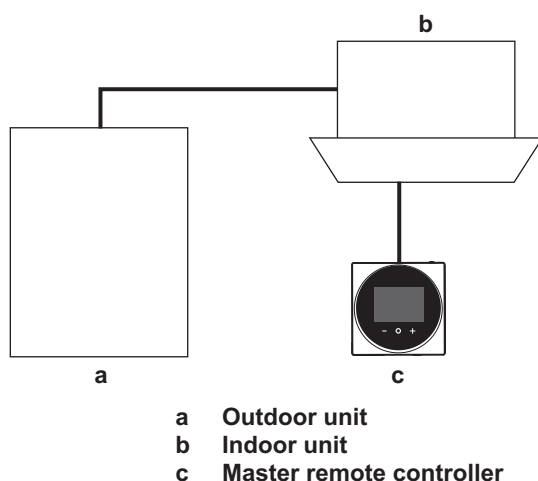 b
a
c
a Outdoor unit
b Indoor unit
c Master remote controller